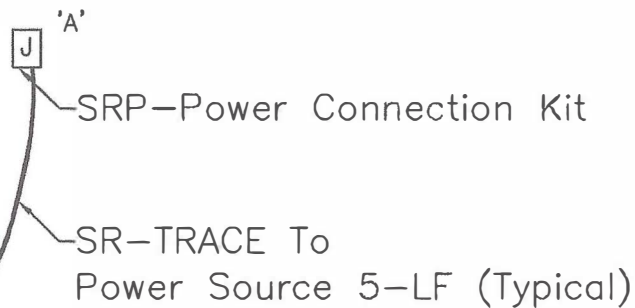 'A'
J
SRP-Power Connection Kit
SR-TRACE To
Power Source 5-LF (Typical)